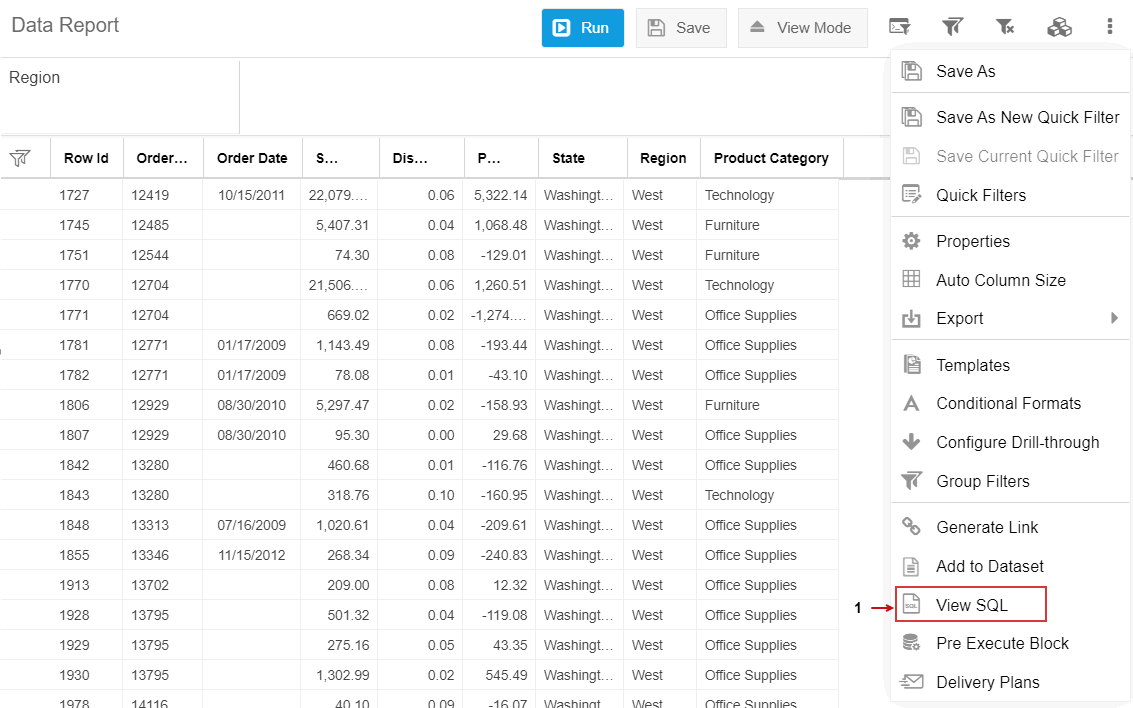 Data Report
Run
Save
View Mode
Region
Row Id Order... Order Date S... Dis... P... State Region Product Category
1727 12419 10/15/2011 22,079.... 0.06 5,322.14 Washingt... West Technology
1745 12485 5,407.31 0.04 1,068.48 Washingt... West Furniture
1751 12544 74.30 0.08 -129.01 Washingt... West Furniture
1770 12704 21,506.... 0.06 1,260.51 Washingt... West Technology
1771 12704 669.02 0.02 -1,274.... Washingt... West Office Supplies
1781 12771 01/17/2009 1,143.49 0.08 -193.44 Washingt... West Office Supplies
1782 12771 01/17/2009 78.08 0.01 -43.10 Washingt... West Office Supplies
1806 12929 08/30/2010 5,297.47 0.02 -158.93 Washingt... West Furniture
1807 12929 08/30/2010 95.30 0.00 29.68 Washingt... West Office Supplies
1842 13280 460.68 0.01 -116.76 Washingt... West Office Supplies
1843 13280 318.76 0.10 -160.95 Washingt... West Technology
1848 13313 07/16/2009 1,020.61 0.04 -209.61 Washingt... West Office Supplies
1855 13346 11/15/2012 268.34 0.09 -240.83 Washingt... West Office Supplies
1913 13702 209.00 0.08 12.32 Washingt... West Office Supplies
1928 13795 501.32 0.04 -119.08 Washingt... West Office Supplies
1929 13795 275.16 0.05 43.35 Washingt... West Office Supplies
1930 13795 1,302.99 0.02 545.49 Washingt... West Office Supplies
1978 14116 40.10 0.09 -16.07 Washingt... West Office Supplies
Save As
Save As New Quick Filter
Save Current Quick Filter
Quick Filters
Properties
Auto Column Size
Export
Templates
Conditional Formats
Configure Drill-through
Group Filters
Generate Link
Add to Dataset
1
SQL
View SQL
Pre Execute Block
Delivery Plans